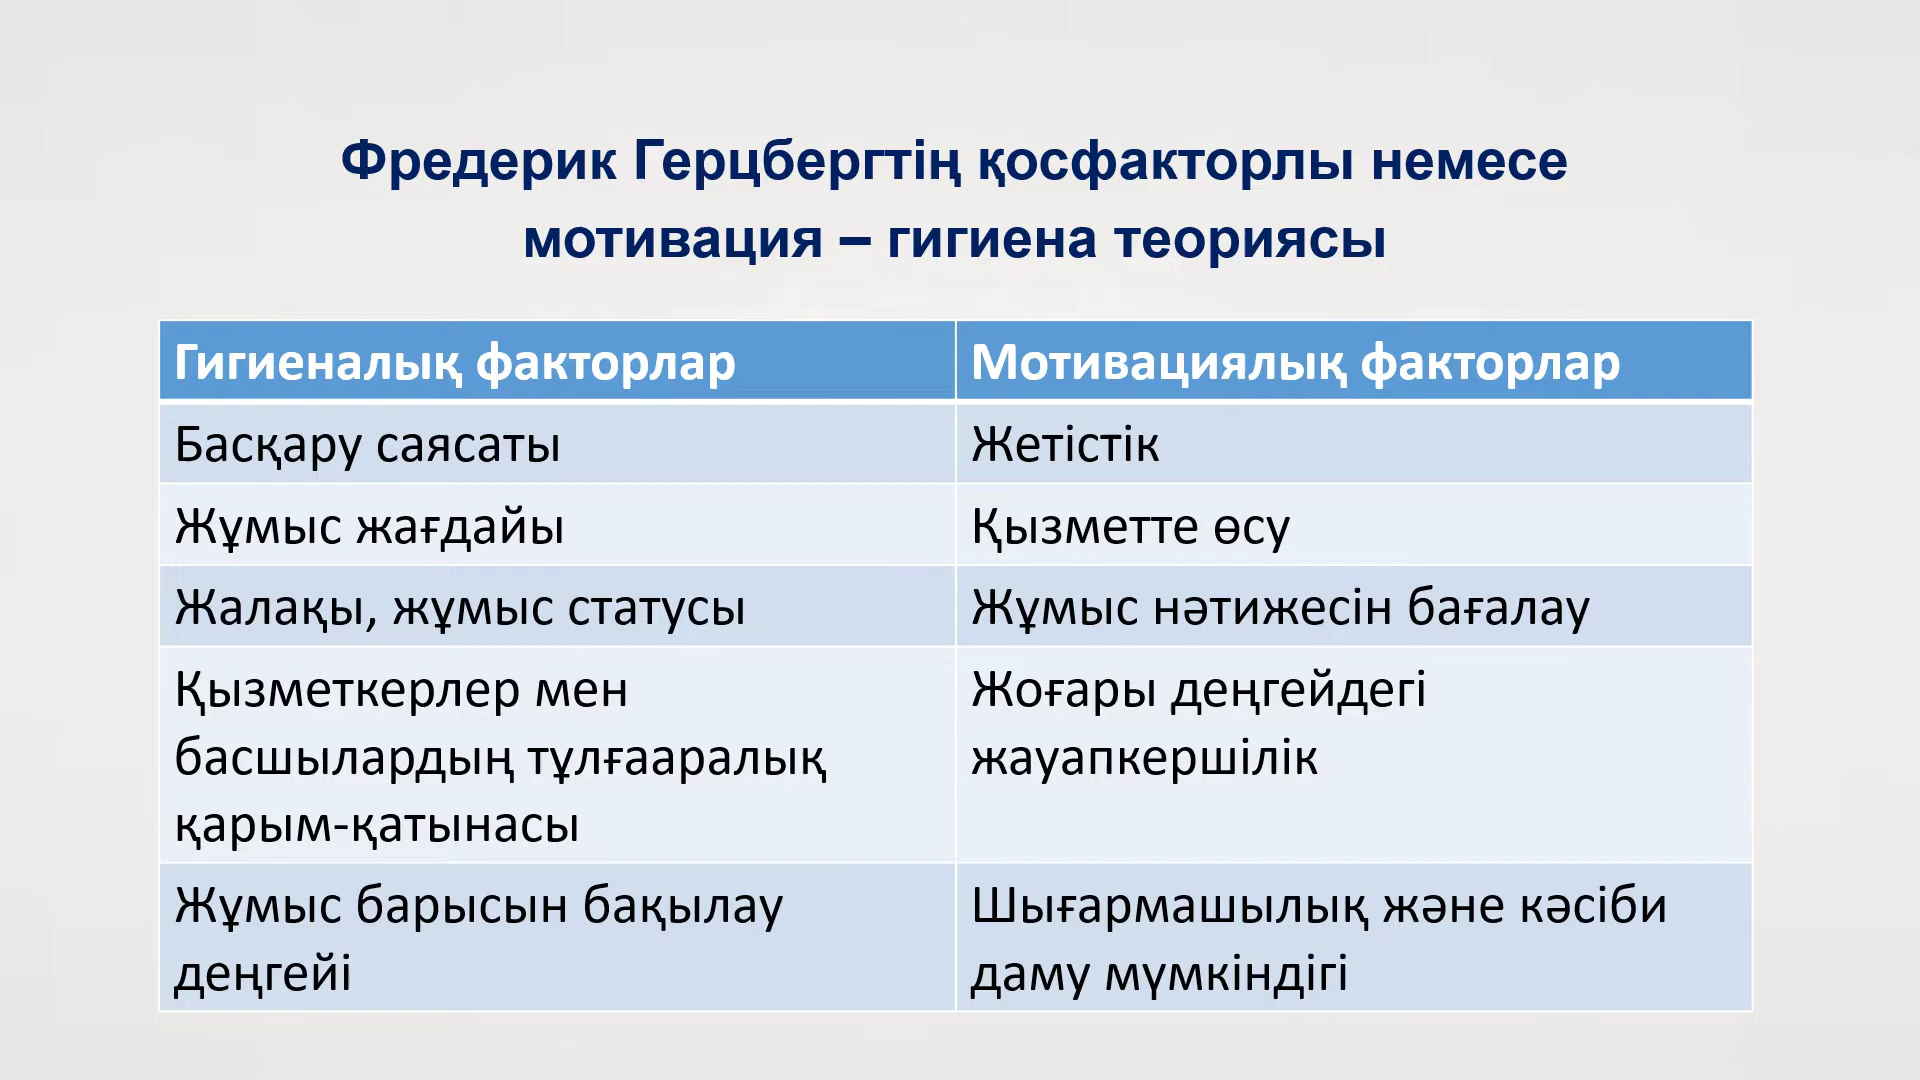 Фредерик Герцбергтің қосфакторлы немесе
мотивация – гигиена теориясы
Гигиеналық факторлар
Мотивациялық факторлар
Басқару саясаты
Жетістік
Жұмыс жағдайы
Қызметте өсу
Жалақы, жұмыс статусы
Жұмыс нәтижесін бағалау
Қызметкерлер мен
басшылардың тұлғааралық
қарым-қатынасы
Жоғары деңгейдегі
жауапкершілік
Жұмыс барысын бақылау
деңгейі
Шығармашылық және кәсіби
даму мүмкіндігі